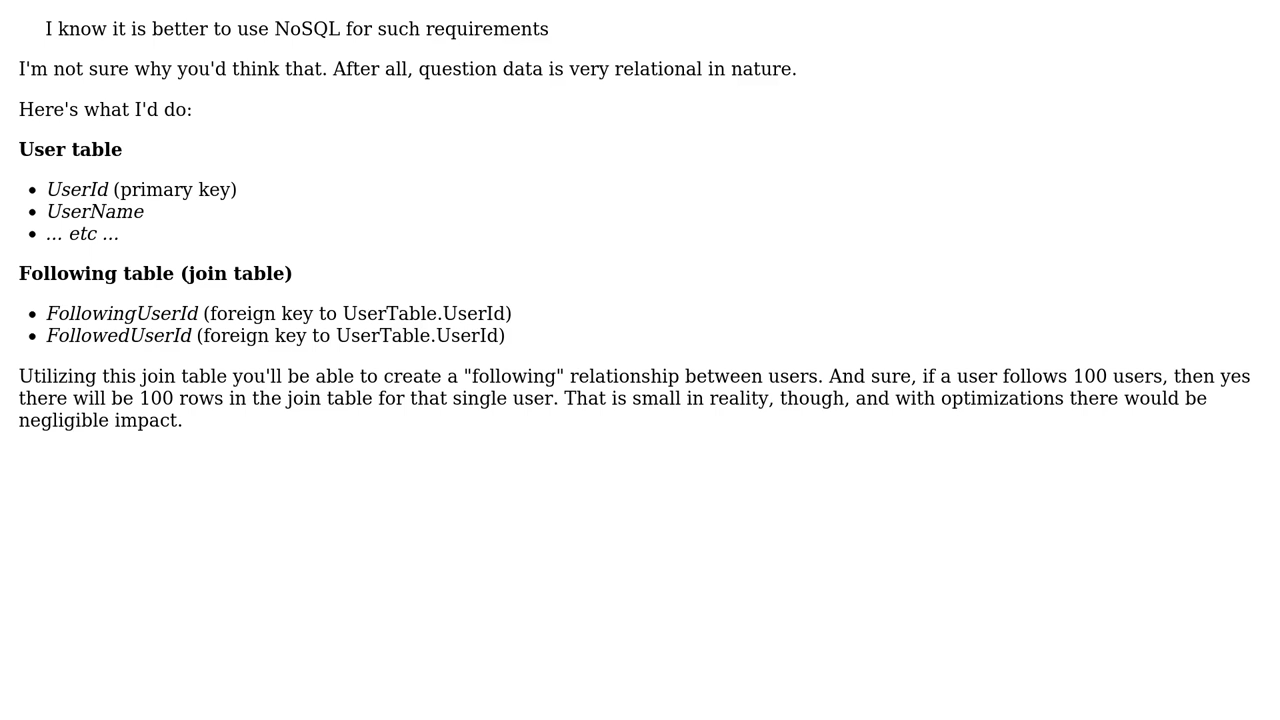 I know it is better to use NoSQL for such requirements
I'm not sure why you'd think that. After all, question data is very relational in nature.
Here's what I'd do:
User table
• UserId (primary key)
• UserName
• ... etc ...
Following table (join table)
• FollowingUserId (foreign key to UserTable.UserId)
• FollowedUserId (foreign key to UserTable.UserId)
Utilizing this join table you'll be able to create a "following" relationship between users. And sure, if a user follows 100 users, then yes
there will be 100 rows in the join table for that single user. That is small in reality, though, and with optimizations there would be
negligible impact.